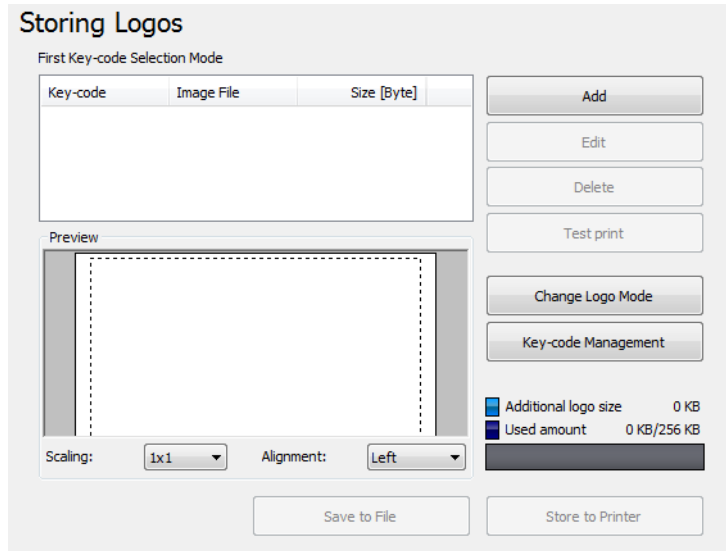 Storing Logos
First Key-code Selection Mode
Key-code Image File Size [Byte]
Add
Edit
Delete
Test print
Preview
Change Logo Mode
Key-code Management
Additional logo size 0 KB
Used amount 0 KB/256 KB
Scaling: 1x1 Alignment: Left
Save to File Store to Printer